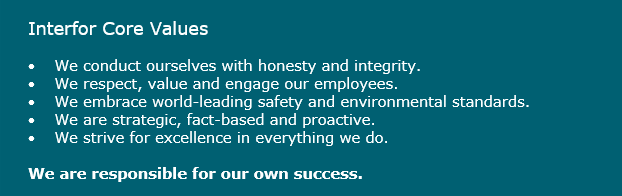 Interfor Core Values
• We conduct ourselves with honesty and integrity.
• We respect, value and engage our employees.
• We embrace world-leading safety and environmental standards.
• We are strategic, fact-based and proactive.
• We strive for excellence in everything we do.
We are responsible for our own success.